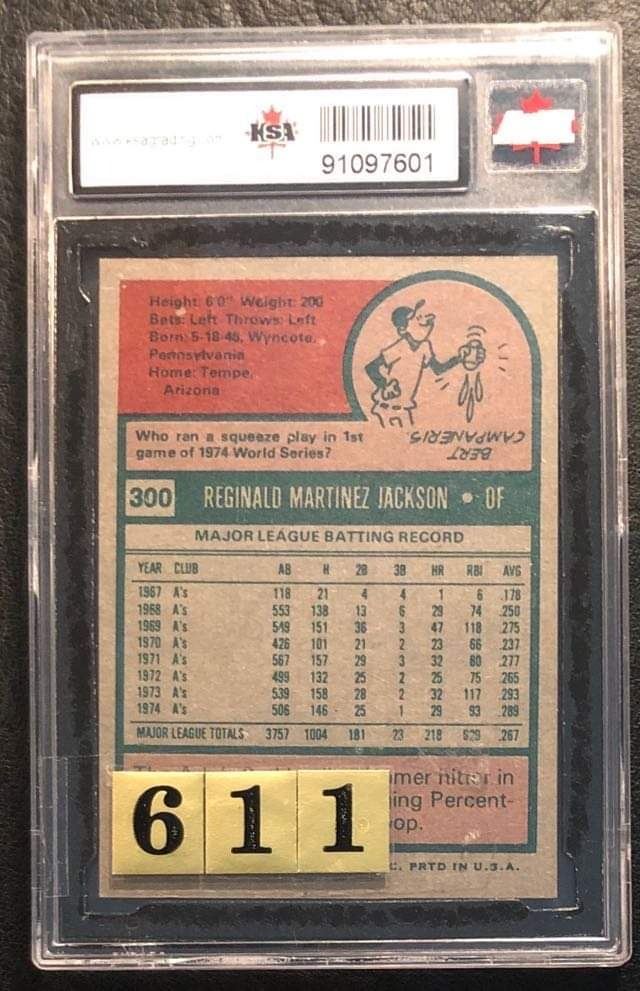 KSA
91097601
Height: 6'0" Weight: 200
Bats: Left Throws: Left
Born: 5-18-46, Wyncote,
Pennsylvania
Home: Tempe,
Arizona
Who ran a squeeze play in 1st
game of 1974 World Series?
BERT
CAMPANERIS.
300 REGINALD MARTINEZ JACKSON • OF
MAJOR LEAGUE BATTING RECORD
YEAR CLUB AB H 2B 3B HR RBI AVG
1967 A's 118 21 4 4 1 6 .178
1968 A's 553 138 13 6 29 74 .250
1969 A's 549 151 36 3 47 118 .275
1970 A's 426 101 21 2 23 66 .237
1971 A's 567 157 29 3 32 80 .277
1972 A's 499 132 25 2 25 75 .265
1973 A's 539 158 28 2 32 117 .293
1974 A's 506 146 25 1 29 93 .289
MAJOR LEAGUE TOTALS 3757 1004 181 23 218 629 .267
hitter in
Percent-
611
C. PRTD IN U.S.A.